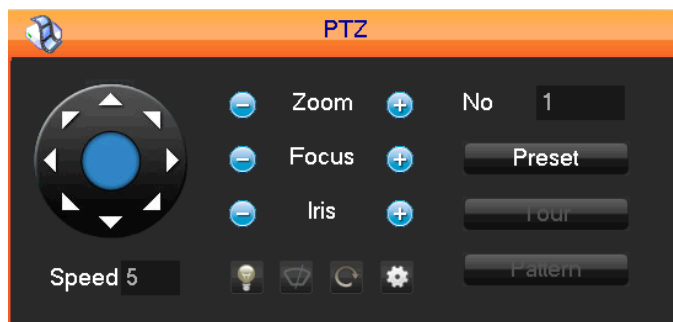 PTZ
Zoom No 1
Focus Preset
Iris Tour
Speed 5 Pattern